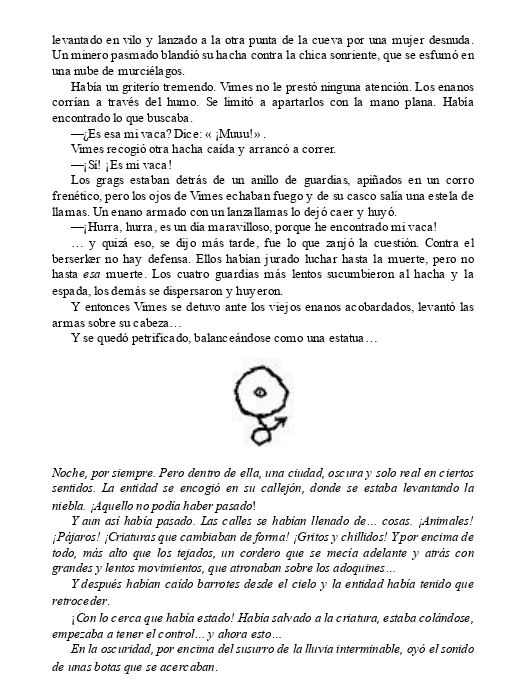 levantado en vilo y lanzado a la otra punta de la cueva por una mujer desnuda.
Un minero pasmado blandió su hacha contra la chica sonriente, que se esfumó en
una nube de murciélagos.
Había un griterío tremendo. Vimes no le prestó ninguna atención. Los enanos
corrían a través del humo. Se limitó a apartarlos con la mano plana. Había
encontrado lo que buscaba.
—¿Es esa mi vaca? Dice: « ¡Muuu!» .
Vimes recogió otra hacha caída y arrancó a correr.
—¡Sí! ¡Es mi vaca!
Los grags estaban detrás de un anillo de guardias, apiñados en un corro
frenético, pero los ojos de Vimes echaban fuego y de su casco salía una estela de
llamas. Un enano armado con un lanzallamas lo dejó caer y huyó.
—¡Hurra, hurra, es un día maravilloso, porque he encontrado mi vaca!
… y quizá eso, se dijo más tarde, fue lo que zanjó la cuestión. Contra el
berserker no hay defensa. Ellos habían jurado luchar hasta la muerte, pero no
hasta esa muerte. Los cuatro guardias más lentos sucumbieron al hacha y la
espada, los demás se dispersaron y huyeron.
Y entonces Vimes se detuvo ante los viejos enanos acobardados, levantó las
armas sobre su cabeza…
Y se quedó petrificado, balanceándose como una estatua…
Noche, por siempre. Pero dentro de ella, una ciudad, oscura y solo real en ciertos
sentidos. La entidad se encogió en su callejón, donde se estaba levantando la
niebla. ¡Aquello no podía haber pasado!
Y aun así había pasado. Las calles se habían llenado de… cosas. ¡Animales!
¡Pájaros! ¡Criaturas que cambiaban de forma! ¡Gritos y chillidos! Y por encima de
todo, más alto que los tejados, un cordero que se mecía adelante y atrás con
grandes y lentos movimientos, que atronaban sobre los adoquines…
Y después habían caído barrotes desde el cielo y la entidad había tenido que
retroceder.
¡Con lo cerca que había estado! Había salvado a la criatura, estaba colándose,
empezaba a tener el control… y ahora esto…
En la oscuridad, por encima del susurro de la lluvia interminable, oyó el sonido
de unas botas que se acercaban.